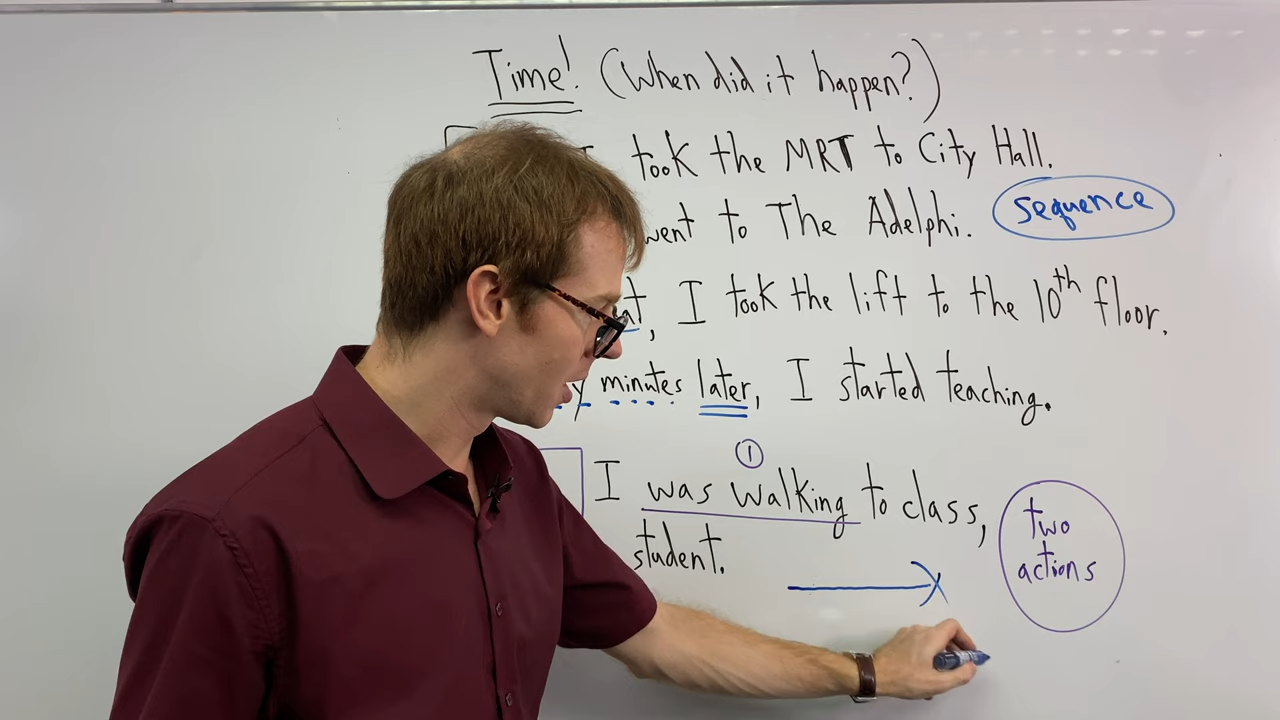 Time! (When did it happen?)
took the MRT to City Hall.
went to The Adelphi. sequence
at, I took the lift to the 10th floor.
y minutes later, I started teaching.
1
I was walking to class,
student.
two
actions